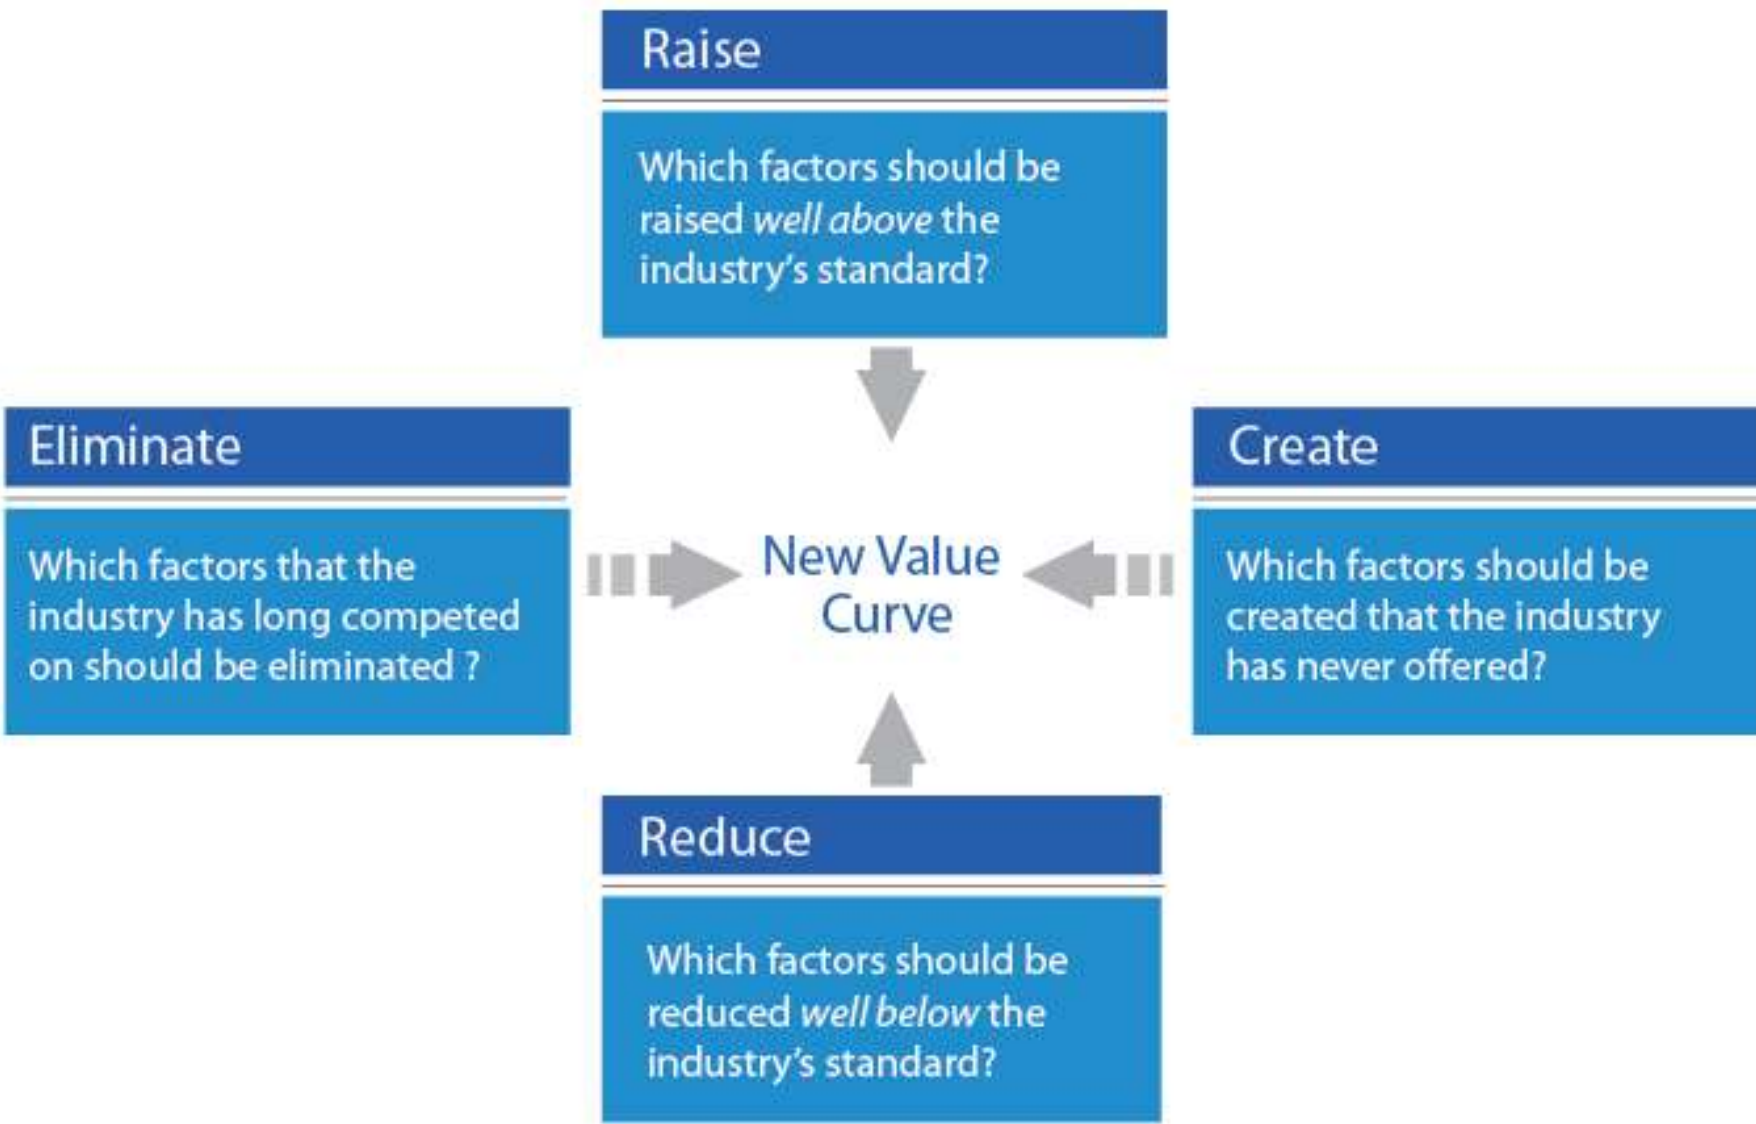 Raise
Which factors should be
raised well above the
industry’s standard?
Eliminate
Which factors that the
industry has long competed
on should be eliminated ?
New Value
Curve
Create
Which factors should be
created that the industry
has never offered?
Reduce
Which factors should be
reduced well below the
industry’s standard?